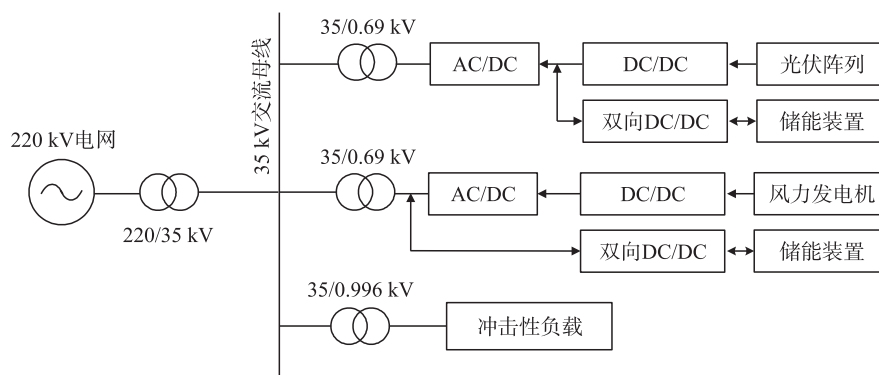 220 kV电网
220/35 kV
35 kV交流母线
35/0.69 kV
AC/DC
DC/DC
光伏阵列
双向DC/DC
储能装置
35/0.69 kV
AC/DC
DC/DC
风力发电机
双向DC/DC
储能装置
35/0.996 kV
冲击性负载